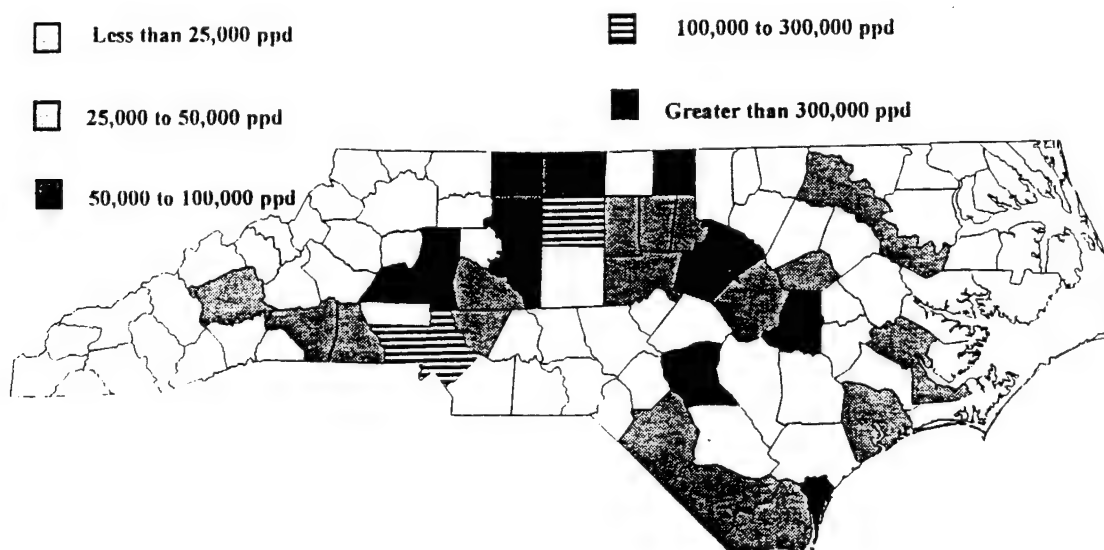 Less than 25,000 ppd
25,000 to 50,000 ppd
50,000 to 100,000 ppd
100,000 to 300,000 ppd
Greater than 300,000 ppd